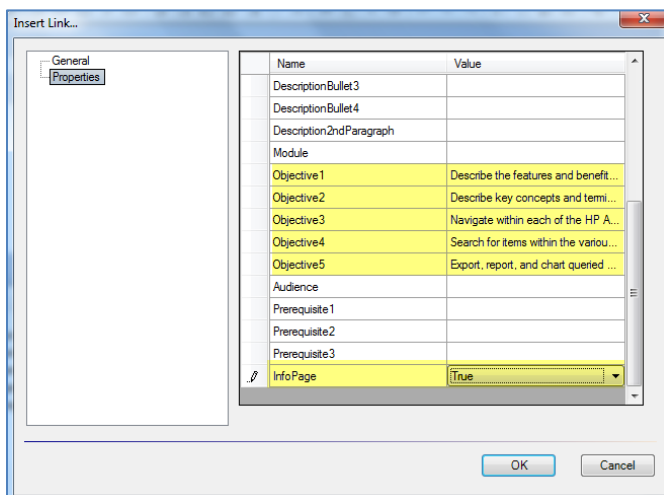 Insert Link...
General
Properties
Name Value
DescriptionBullet3
DescriptionBullet4
Description2ndParagraph
Module
Objective1 Describe the features and benefit...
Objective2 Describe key concepts and termi...
Objective3 Navigate within each of the HP A...
Objective4 Search for items within the variou...
Objective5 Export, report, and chart queried ...
Audience
Prerequisite1
Prerequisite2
Prerequisite3
InfoPage True
OK Cancel